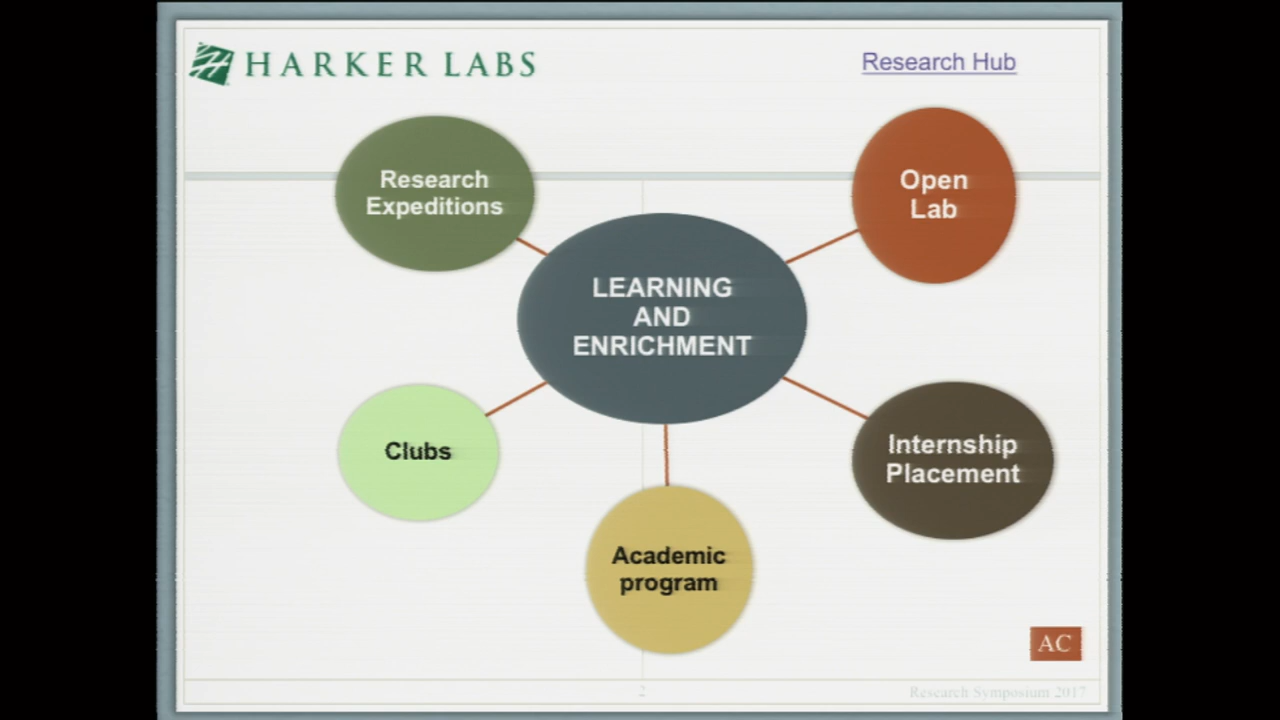 HARKER LABS
Research Hub
Research
Expeditions
Open
Lab
LEARNING
AND
ENRICHMENT
Clubs
Internship
Placement
Academic
program
AC
2
Research Symposium 2017